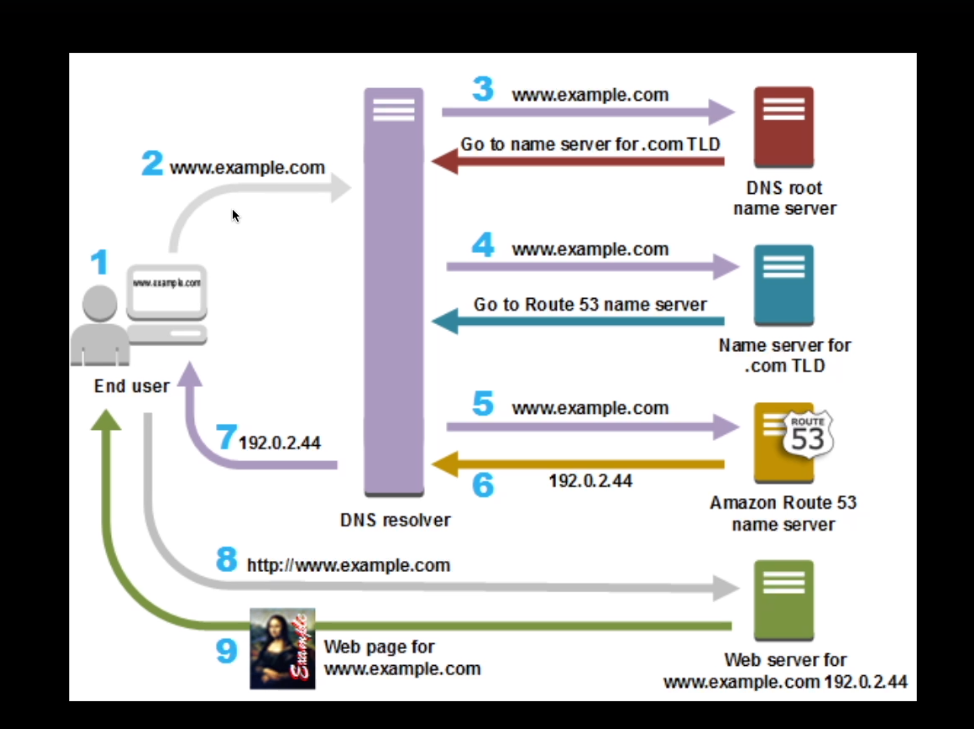 3 www.example.com
Go to name server for .com TLD
DNS root
name server
2 www.example.com
1
www.example.com
End user
4 www.example.com
Go to Route 53 name server
Name server for
.com TLD
5 www.example.com
ROUTE
53
6 192.0.2.44
Amazon Route 53
name server
7 192.0.2.44
DNS resolver
8 http://www.example.com
9
Example
Web page for
www.example.com
Web server for
www.example.com 192.0.2.44